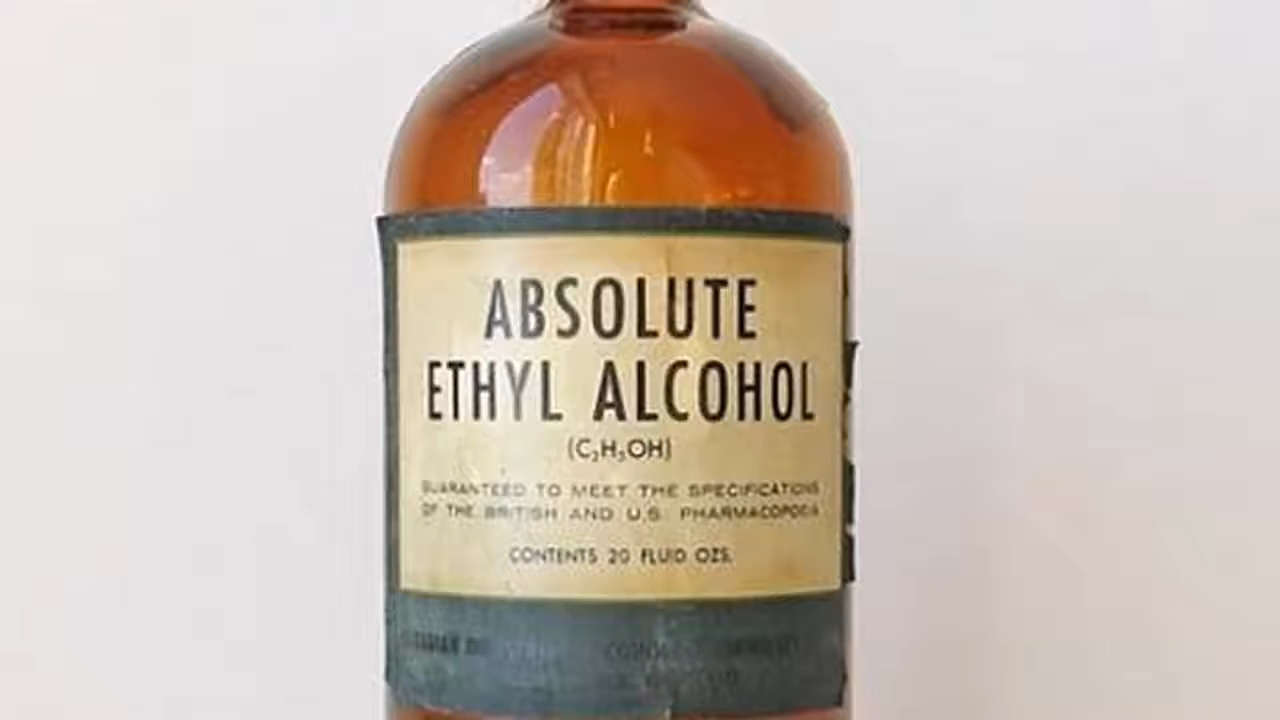 ABSOLUTE
ETHYL ALCOHOL
(C₂H₅OH)
GUARANTEED TO MEET THE SPECIFICATIONS
OF THE BRITISH AND U.S. PHARMACOPOEIA
CONTENTS 20 FLUID OZS.